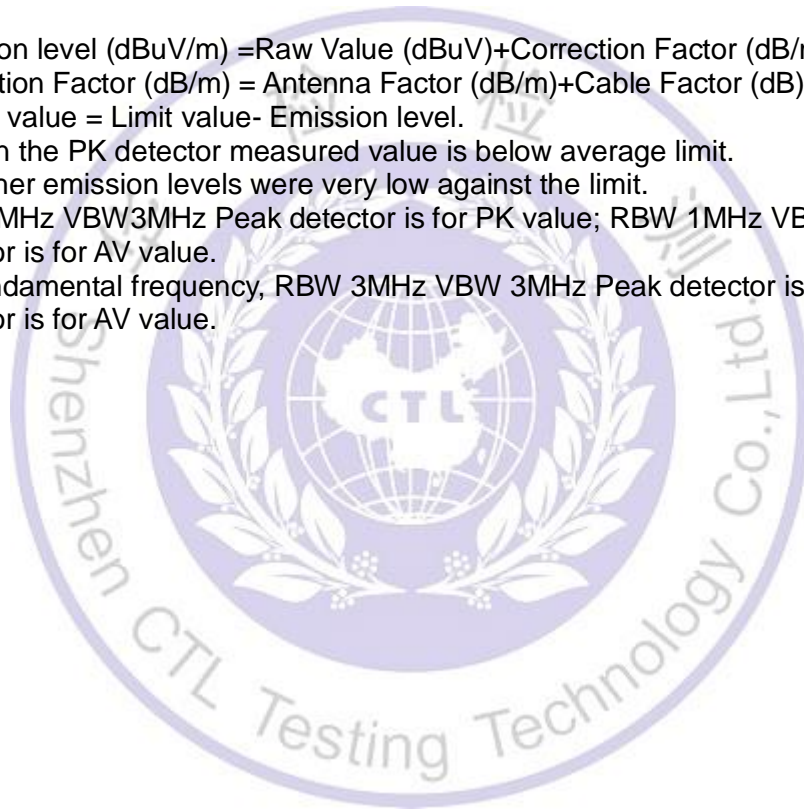 on level (dBuV/m) =Raw Value (dBuV)+Correction Factor (dB/m
tion Factor (dB/m) = Antenna Factor (dB/m)+Cable Factor (dB)
value = Limit value- Emission level.
n the PK detector measured value is below average limit.
ner emission levels were very low against the limit.
MHz VBW3MHz Peak detector is for PK value; RBW 1MHz VB
or is for AV value.
ndamental frequency, RBW 3MHz VBW 3MHz Peak detector is
or is for AV value.
检 测
CTL
Shenzhen CTL Testing Technology Co.,Ltd.